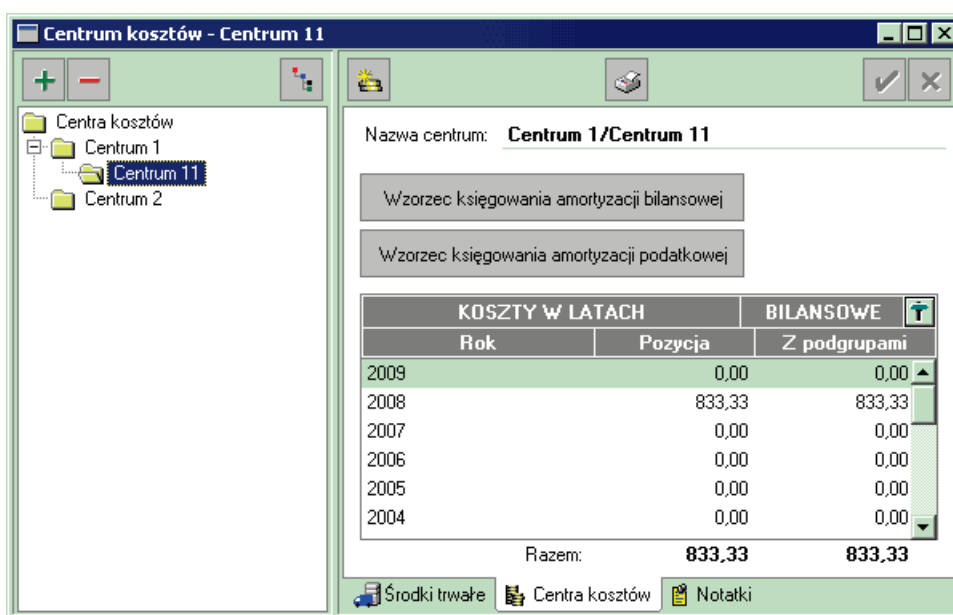 Centrum kosztów - Centrum 11
Centra kosztów
Centrum 1
Centrum 11
Centrum 2
Nazwa centrum: Centrum 1/Centrum 11
Wzorzec księgowania amortyzacji bilansowej
Wzorzec księgowania amortyzacji podatkowej
KOSZTY W LATACH BILANSOWE
Rok Pozycja Z podgrupami
2009 0,00 0,00
2008 833,33 833,33
2007 0,00 0,00
2006 0,00 0,00
2005 0,00 0,00
2004 0,00 0,00
Razem: 833,33 833,33
Środki trwałe Centra kosztów Notatki